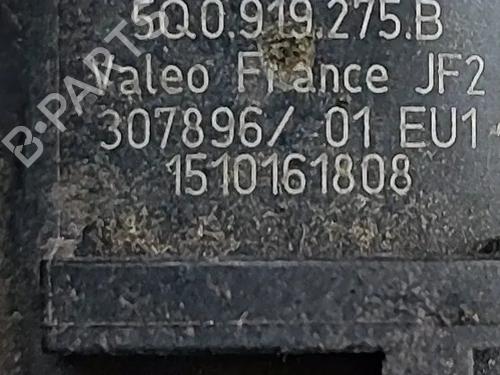 5Q0.919.275.B
Valeo France JF2
307896/ 01 EU1
1510161808
B-PARTS